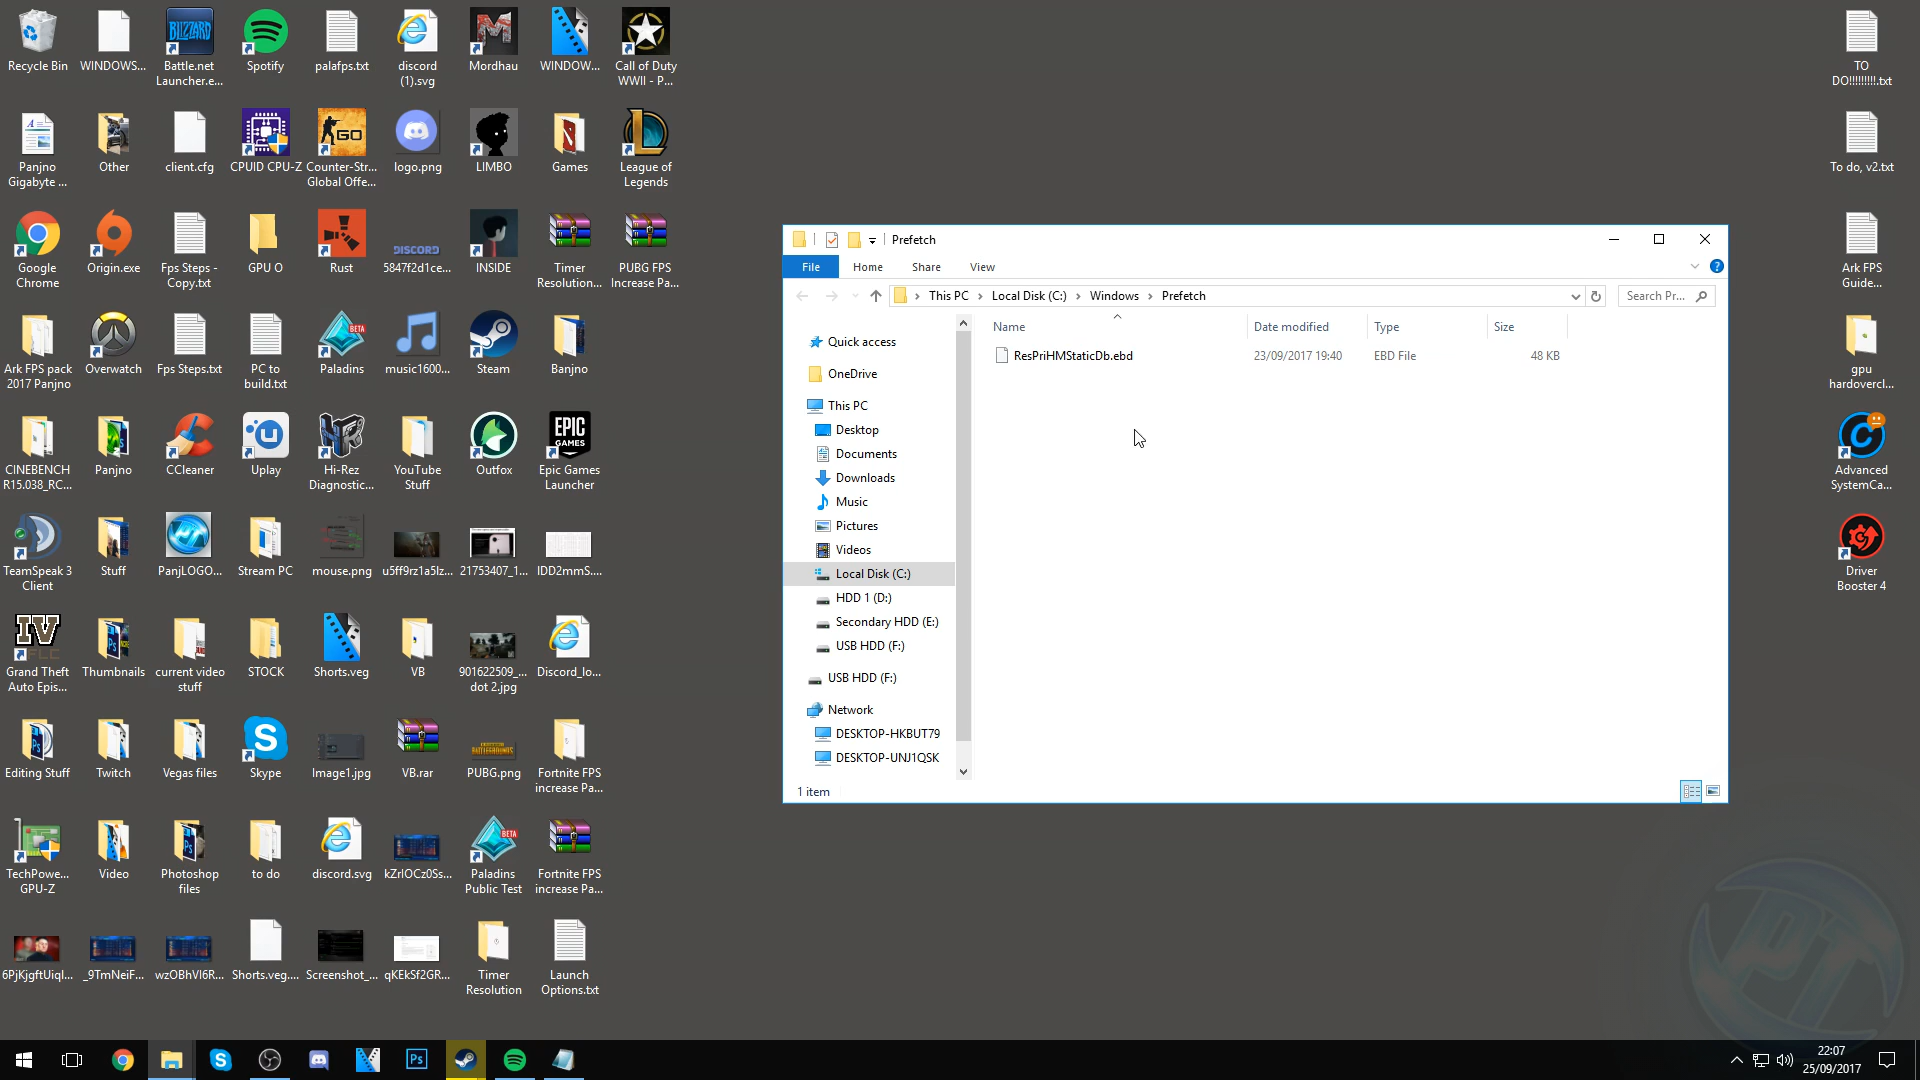 Recycle Bin
WINDOWS...
Battle.net
Launcher.e...
Spotify
palafps.txt
discord
(1).svg
Mordhau
WINDOW...
Call of Duty
WWII - P...
Panjno
Gigabyte ...
Other
client.cfg
CPUID CPU-Z
Counter-Str...
Global Offe...
logo.png
LIMBO
Games
League of
Legends
Google
Chrome
Origin.exe
Fps Steps -
Copy.txt
GPU O
Rust
DISCORD
5847f2d1ce...
INSIDE
Timer
Resolution...
PUBG FPS
Increase Pa...
Ark FPS pack
2017 Panjno
Overwatch
Fps Steps.txt
PC to
build.txt
BETA
Paladins
music1600...
Steam
Banjno
CINEBENCH
R15.038_RC...
Panjno
CCleaner
Uplay
Hi-Rez
Diagnostic...
YouTube
Stuff
Outfox
EPIC
GAMES
Epic Games
Launcher
TeamSpeak 3
Client
Stuff
PanjLOGO...
Stream PC
mouse.png
u5ff9rz1a5lz...
21753407_1...
IDD2mmS....
IV
Grand Theft
Auto Epis...
Thumbnails
current video
stuff
STOCK
Shorts.veg
VB
901622509_...
dot 2.jpg
Discord_lo...
Editing Stuff
Twitch
Vegas files
Skype
Image1.jpg
VB.rar
PUBG.png
Fortnite FPS
increase Pa...
TechPowe...
GPU-Z
Video
Photoshop
files
to do
discord.svg
kZrlOCz0Ss...
BETA
Paladins
Public Test
Fortnite FPS
increase Pa...
6PjKjgftUiqI...
_9TmNeiF...
wzOBhVI6R...
Shorts.veg....
Screenshot_...
qKEkSf2GR...
Timer
Resolution
Launch
Options.txt
TO
DO!!!!!!!!!.txt
To do, v2.txt
Ark FPS
Guide...
gpu
hardovercl...
Advanced
SystemCa...
Driver
Booster 4
Prefetch
File
Home
Share
View
This PC
Local Disk (C:)
Windows
Prefetch
Search Pr...
Name
Date modified
Type
Size
ResPriHMStaticDb.ebd
23/09/2017 19:40
EBD File
48 KB
Quick access
OneDrive
This PC
Desktop
Documents
Downloads
Music
Pictures
Videos
Local Disk (C:)
HDD 1 (D:)
Secondary HDD (E:)
USB HDD (F:)
USB HDD (F:)
Network
DESKTOP-HKBUT79
DESKTOP-UNJ1QSK
1 item
22:07
25/09/2017